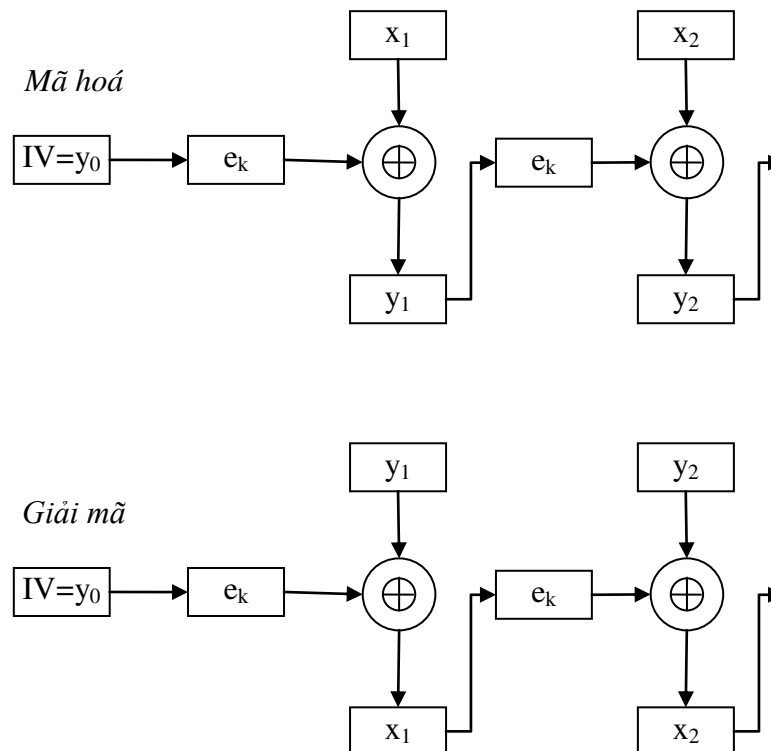 x₁ x₂
Mã hoá
IV=y₀ eₖ eₖ
y₁ y₂
y₁ y₂
Giải mã
IV=y₀ eₖ eₖ
x₁ x₂